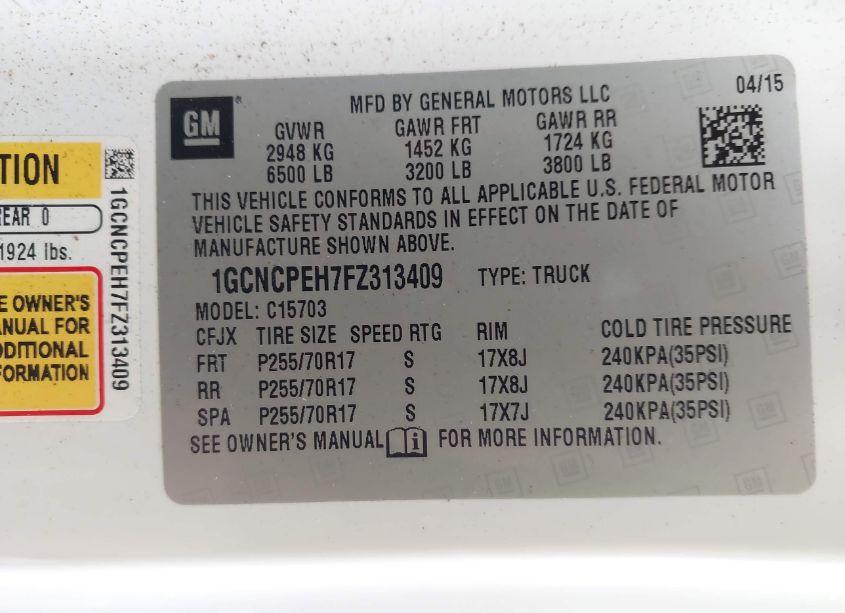 TION
REAR 0
1924 lbs.
E OWNER'S
ANUAL FOR
DDITIONAL
FORMATION
1GCNCPEH7FZ313409
GM®
MFD BY GENERAL MOTORS LLC
04/15
GVWR GAWR FRT GAWR RR
2948 KG 1452 KG 1724 KG
6500 LB 3200 LB 3800 LB
THIS VEHICLE CONFORMS TO ALL APPLICABLE U.S. FEDERAL MOTOR
VEHICLE SAFETY STANDARDS IN EFFECT ON THE DATE OF
MANUFACTURE SHOWN ABOVE.
1GCNCPEH7FZ313409 TYPE: TRUCK
MODEL: C15703
CFJX TIRE SIZE SPEED RTG RIM COLD TIRE PRESSURE
FRT P255/70R17 S 17X8J 240KPA(35PSI)
RR P255/70R17 S 17X8J 240KPA(35PSI)
SPA P255/70R17 S 17X7J 240KPA(35PSI)
SEE OWNER'S MANUAL FOR MORE INFORMATION.